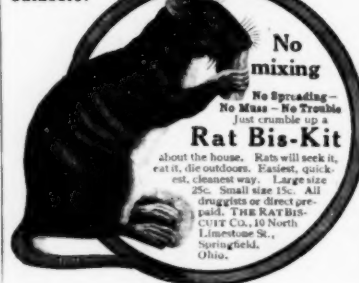 No
mixing
No Spreading—
No Muss — No Trouble
Just crumble up a
Rat Bis-Kit
about the house. Rats will seek it,
eat it, die outdoors. Easiest, quick-
est, cleanest way. Large size
25c. Small size 15c. All
druggists or direct pre-
paid. THE RAT BIS-
CUIT CO., 10 North
Limestone St.,
Springfield,
Ohio.